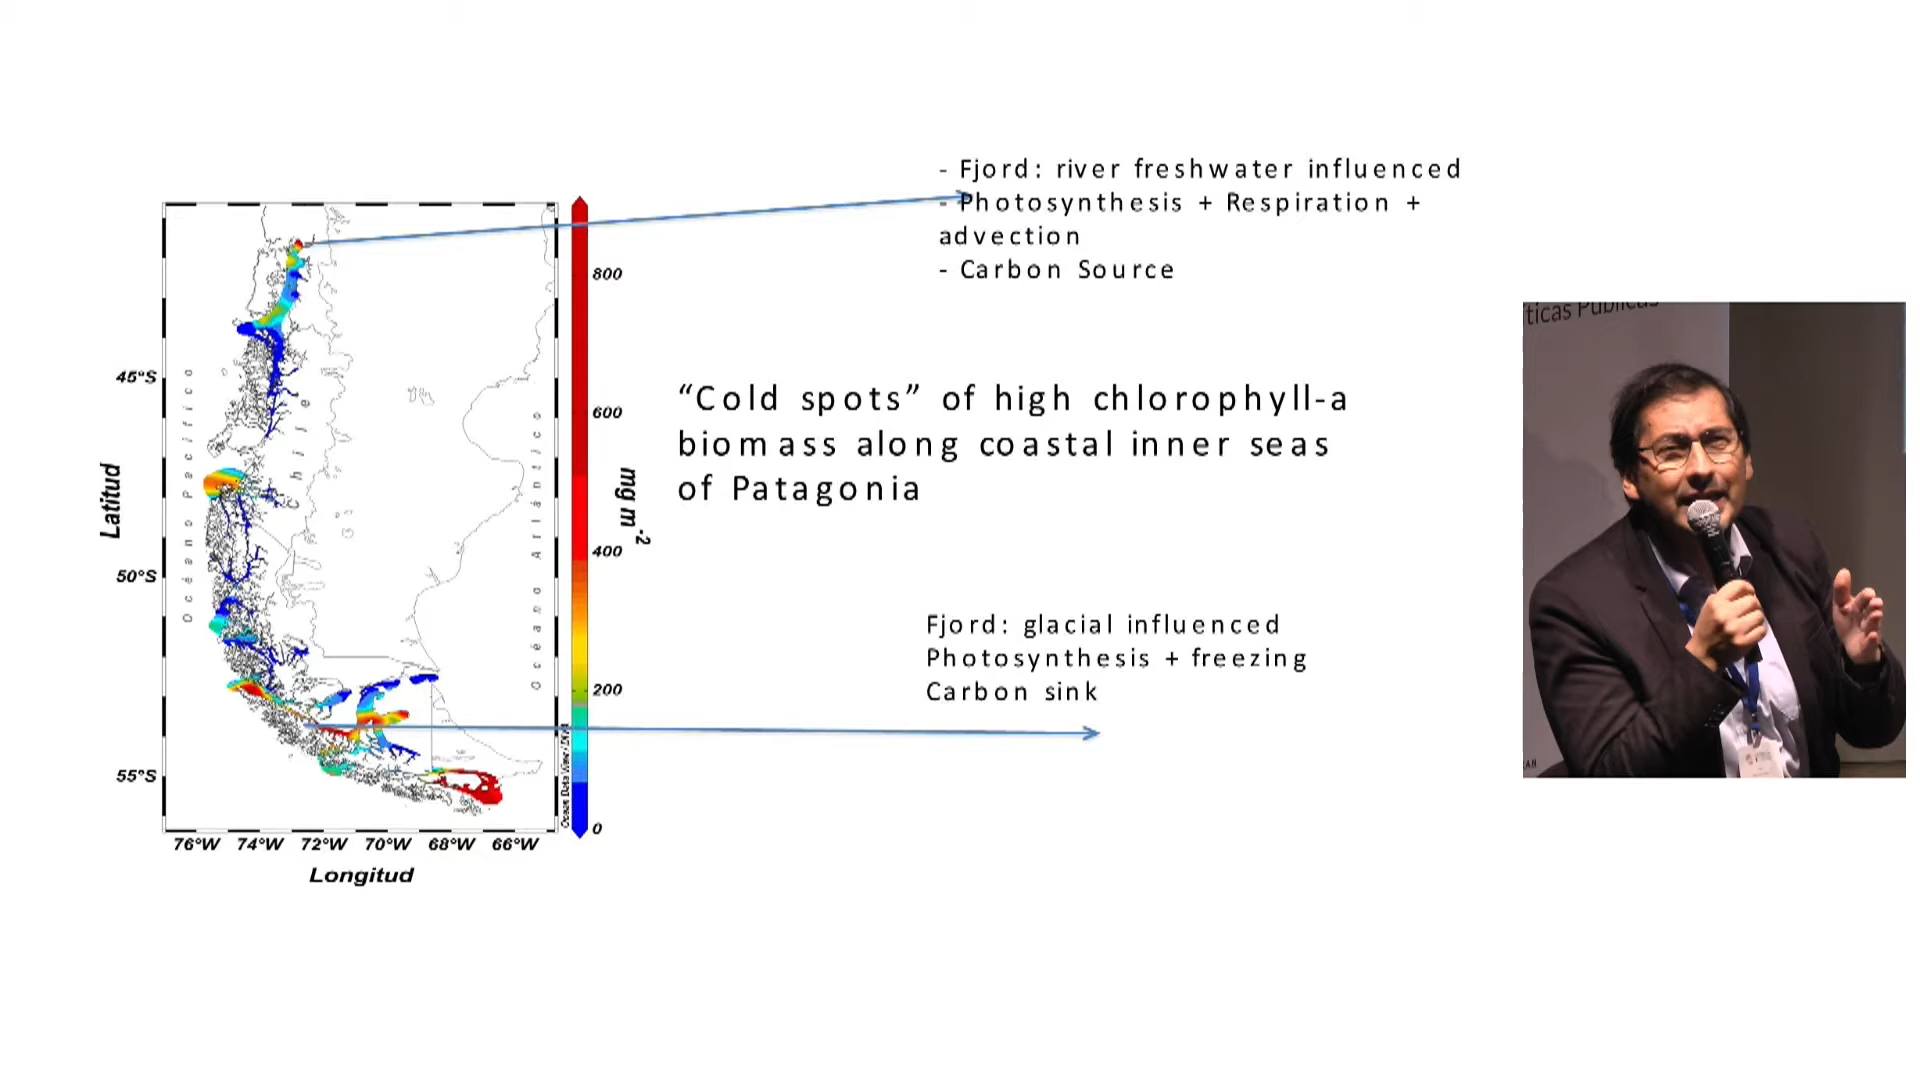 - Fjord: river freshwater influenced
- Photosynthesis + Respiration +
advection
- Carbon Source
“Cold spots” of high chlorophyll-a
biomass along coastal inner seas
of Patagonia
Fjord: glacial influenced
Photosynthesis + freezing
Carbon sink
Latitud
45°S
50°S
55°S
Océano Pacífico
Chile
Océano Atlántico
76°W 74°W 72°W 70°W 68°W 66°W
Longitud
800
600
400
200
0
mg m-2
Ocean Data View
ticas Públicas